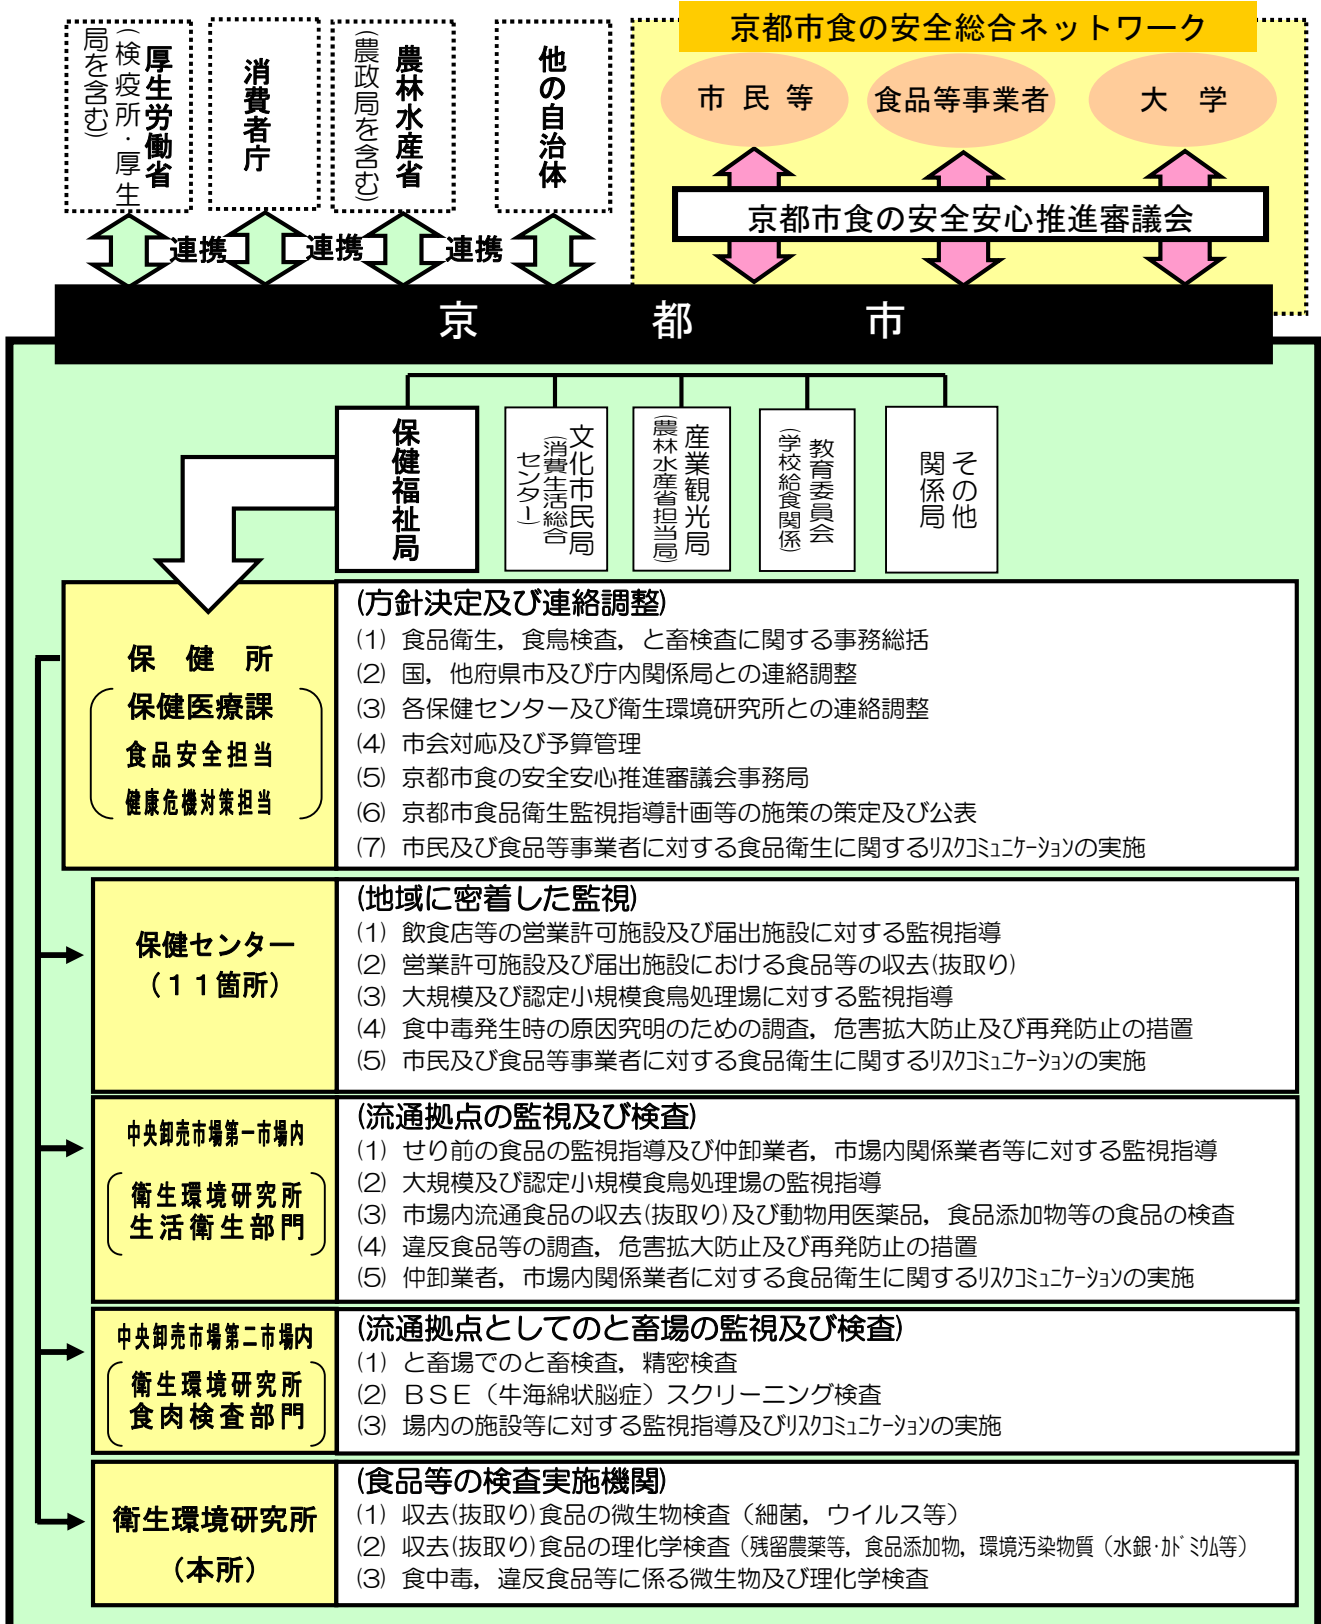 京都市食の安全総合ネットワーク
厚生労働省
（検疫所・厚生
局を含む）
消費者庁
農林水産省
（農政局を含む）
他の自治体
市 民 等
食品等事業者
大　学
京都市食の安全安心推進審議会
連携
連携
連携
京　都　市
保健福祉局
文化市民局
（消費生活総合
センター）
産業観光局
（農林水産省担当局）
教育委員会
（学校給食関係）
その他
関係局
保　健　所
保健医療課
食品安全担当
健康危機対策担当
(方針決定及び連絡調整)
(1) 食品衛生，食鳥検査，と畜検査に関する事務総括
(2) 国，他府県市及び庁内関係局との連絡調整
(3) 各保健センター及び衛生環境研究所との連絡調整
(4) 市会対応及び予算管理
(5) 京都市食の安全安心推進審議会事務局
(6) 京都市食品衛生監視指導計画等の施策の策定及び公表
(7) 市民及び食品等事業者に対する食品衛生に関するﾘｽｸｺﾐｭﾆｹｰｼｮﾝの実施
保健センター
（１１箇所）
(地域に密着した監視)
(1) 飲食店等の営業許可施設及び届出施設に対する監視指導
(2) 営業許可施設及び届出施設における食品等の収去(抜取り)
(3) 大規模及び認定小規模食鳥処理場に対する監視指導
(4) 食中毒発生時の原因究明のための調査，危害拡大防止及び再発防止の措置
(5) 市民及び食品等事業者に対する食品衛生に関するﾘｽｸｺﾐｭﾆｹｰｼｮﾝの実施
中央卸売市場第一市場内
衛生環境研究所
生活衛生部門
(流通拠点の監視及び検査)
(1) せり前の食品の監視指導及び仲卸業者，市場内関係業者等に対する監視指導
(2) 大規模及び認定小規模食鳥処理場の監視指導
(3) 市場内流通食品の収去(抜取り)及び動物用医薬品，食品添加物等の食品の検査
(4) 違反食品等の調査，危害拡大防止及び再発防止の措置
(5) 仲卸業者，市場内関係業者に対する食品衛生に関するﾘｽｸｺﾐｭﾆｹｰｼｮﾝの実施
中央卸売市場第二市場内
衛生環境研究所
食肉検査部門
(流通拠点としてのと畜場の監視及び検査)
(1) と畜場でのと畜検査，精密検査
(2) ＢＳＥ（牛海綿状脳症）スクリーニング検査
(3) 場内の施設等に対する監視指導及びﾘｽｸｺﾐｭﾆｹｰｼｮﾝの実施
衛生環境研究所
（本所）
(食品等の検査実施機関)
(1) 収去(抜取り)食品の微生物検査（細菌，ウイルス等）
(2) 収去(抜取り)食品の理化学検査（残留農薬等，食品添加物，環境汚染物質（水銀･ｶﾄﾞﾐｳﾑ等）
(3) 食中毒，違反食品等に係る微生物及び理化学検査